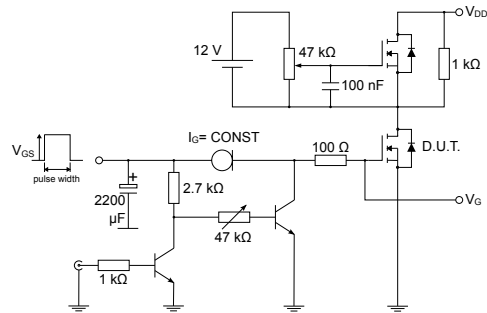 V_DD
12 V
47 kΩ
1 kΩ
100 nF
I_G= CONST
V_GS
100 Ω
D.U.T.
pulse width
+
2.7 kΩ
2200
μF
V_G
47 kΩ
1 kΩ